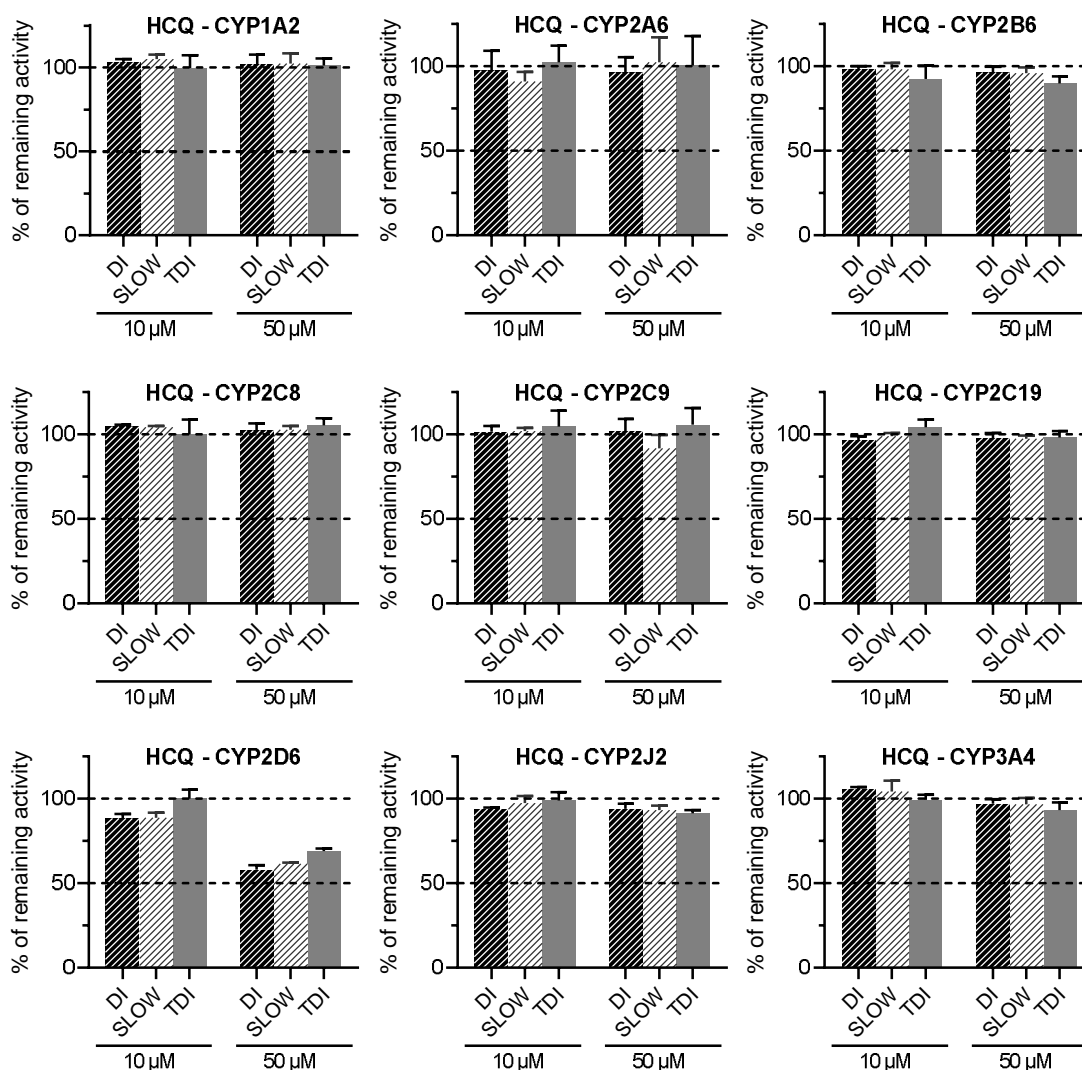 HCQ - CYP1A2
% of remaining activity
100
50
0
DI
SLOW
TDI
DI
SLOW
TDI
10 µM
50 µM
HCQ - CYP2A6
% of remaining activity
100
50
0
DI
SLOW
TDI
DI
SLOW
TDI
10 µM
50 µM
HCQ - CYP2B6
% of remaining activity
100
50
0
DI
SLOW
TDI
DI
SLOW
TDI
10 µM
50 µM
HCQ - CYP2C8
% of remaining activity
100
50
0
DI
SLOW
TDI
DI
SLOW
TDI
10 µM
50 µM
HCQ - CYP2C9
% of remaining activity
100
50
0
DI
SLOW
TDI
DI
SLOW
TDI
10 µM
50 µM
HCQ - CYP2C19
% of remaining activity
100
50
0
DI
SLOW
TDI
DI
SLOW
TDI
10 µM
50 µM
HCQ - CYP2D6
% of remaining activity
100
50
0
DI
SLOW
TDI
DI
SLOW
TDI
10 µM
50 µM
HCQ - CYP2J2
% of remaining activity
100
50
0
DI
SLOW
TDI
DI
SLOW
TDI
10 µM
50 µM
HCQ - CYP3A4
% of remaining activity
100
50
0
DI
SLOW
TDI
DI
SLOW
TDI
10 µM
50 µM